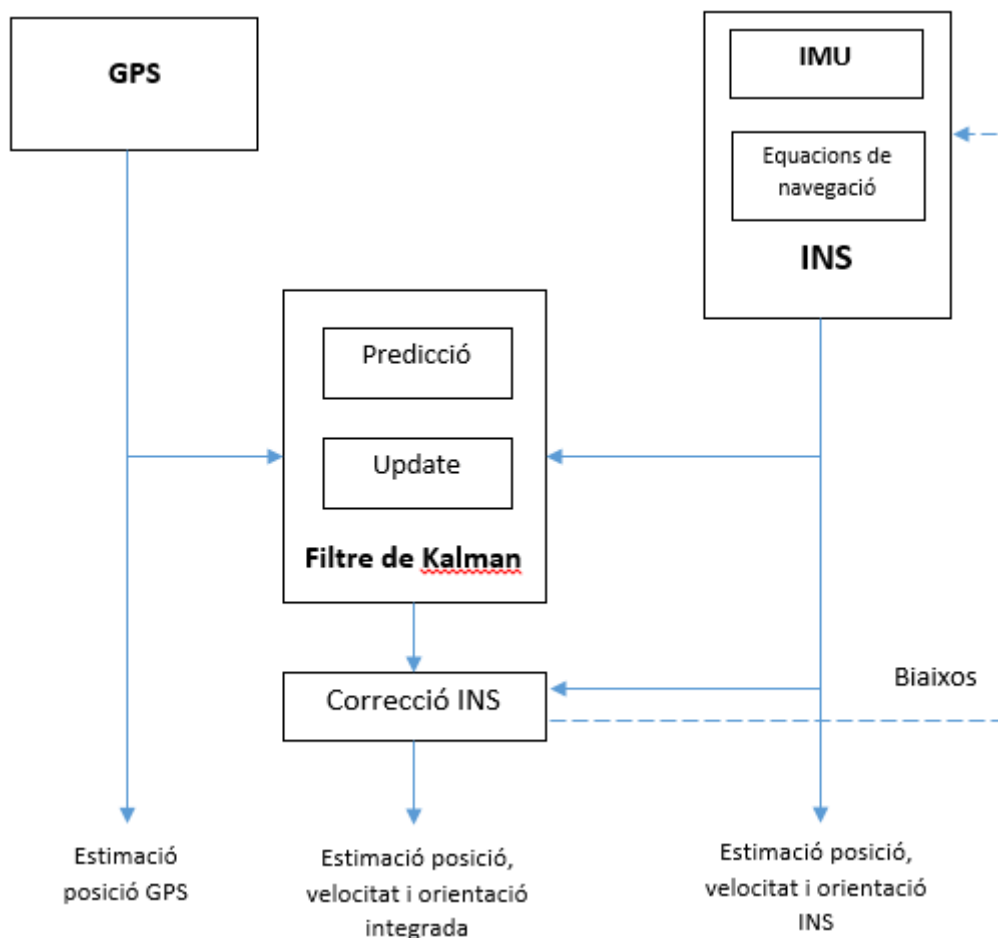 GPS
IMU
Equacions de
navegació
INS
Predicció
Update
Filtre de Kalman
Correcció INS
Biaixos
Estimació
posició GPS
Estimació posició,
velocitat i orientació
integrada
Estimació posició,
velocitat i orientació
INS